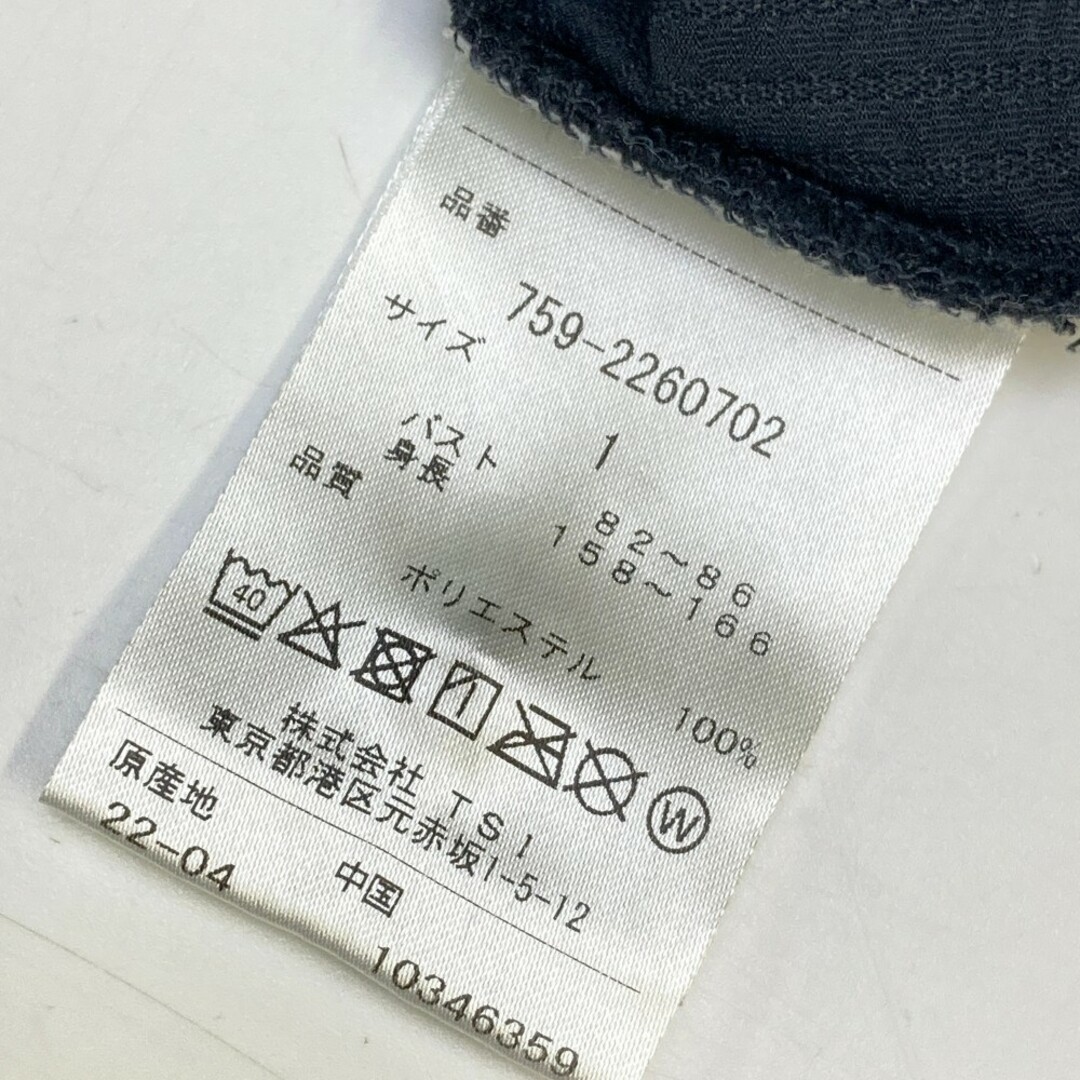 品番
759-2260702
サイズ
1
バスト 82～86
身長 158～166
品質
ポリエステル 100%
40
W
株式会社 TSI
東京都港区元赤坂1-5-12
原産地 中国
22-04 10346359